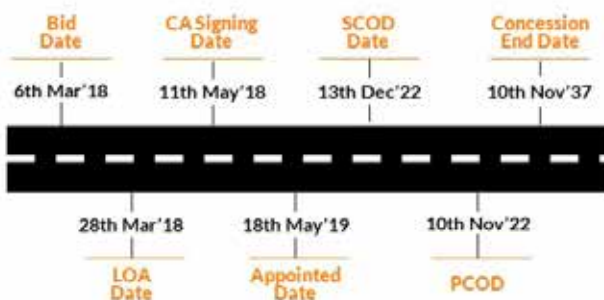 Bid
Date
CA Signing
Date
SCOD
Date
Concession
End Date
6th Mar'18
11th May'18
13th Dec'22
10th Nov'37
28th Mar'18
18th May'19
10th Nov'22
LOA
Date
Appointed
Date
PCOD